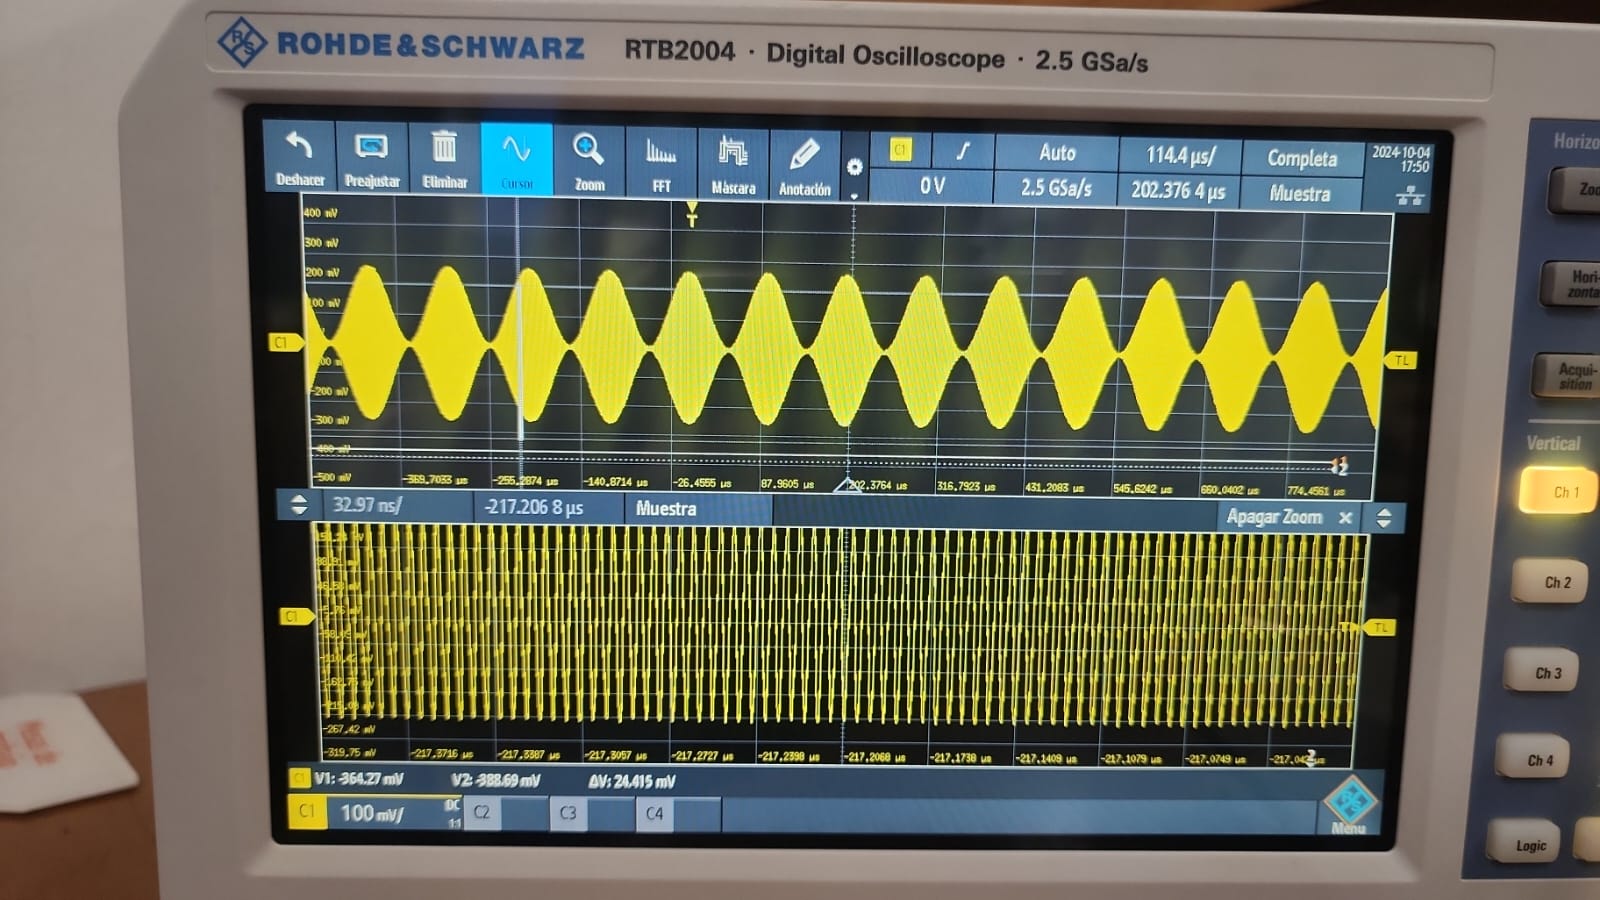 ROHDE&SCHWARZ RTB2004 · Digital Oscilloscope · 2.5 GSa/s
Deshacer Preajustar Eliminar Cursor Zoom FFT Máscara Anotación
C1 Auto 114.4 µs/ Completa 2024-10-04
17:50
0 V 2.5 GSa/s 202.376 4 µs Muestra
T
400 mV
300 mV
200 mV
C1
TL
-200 mV
-300 mV
-400 mV
-500 mV -369.7033 µs -255.2874 µs -140.8714 µs -26.4555 µs 87.9605 µs 202.3764 µs 316.7923 µs 431.2083 µs 545.6242 µs 660.0402 µs 774.4561 µs
32.97 ns/ -217.206 8 µs Muestra Apagar Zoom ×
C1
TL
-267.42 mV
-319.75 mV -217.3716 µs -217.3387 µs -217.3057 µs -217.2727 µs -217.2398 µs -217.2068 µs -217.1738 µs -217.1409 µs -217.1079 µs -217.0749 µs
C1 V1: -364.27 mV V2: -388.69 mV ΔV: 24.415 mV
C1 100 mV/ DC
1:1 C2 C3 C4 Menu
Vertical
Ch 1
Ch 2
Ch 3
Ch 4
Logic
Horizo
Zoo
Hori-
zonta
Acqui-
sition